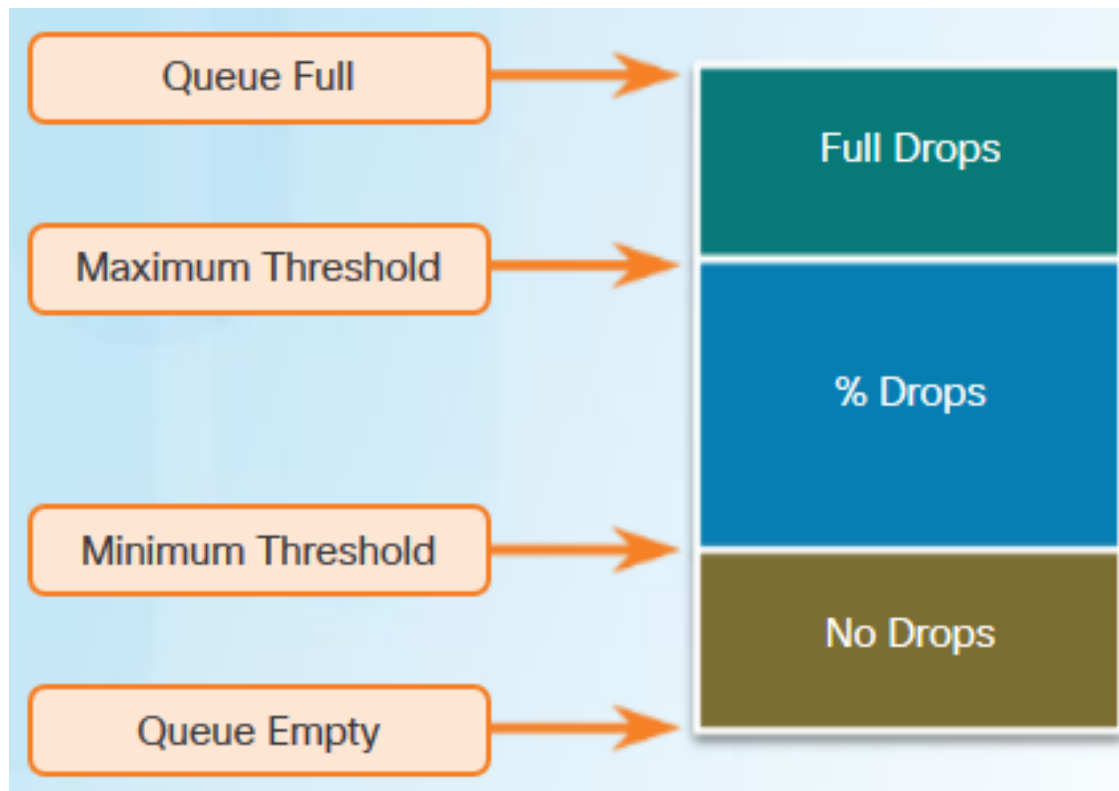 Queue Full
Full Drops
Maximum Threshold
% Drops
Minimum Threshold
No Drops
Queue Empty